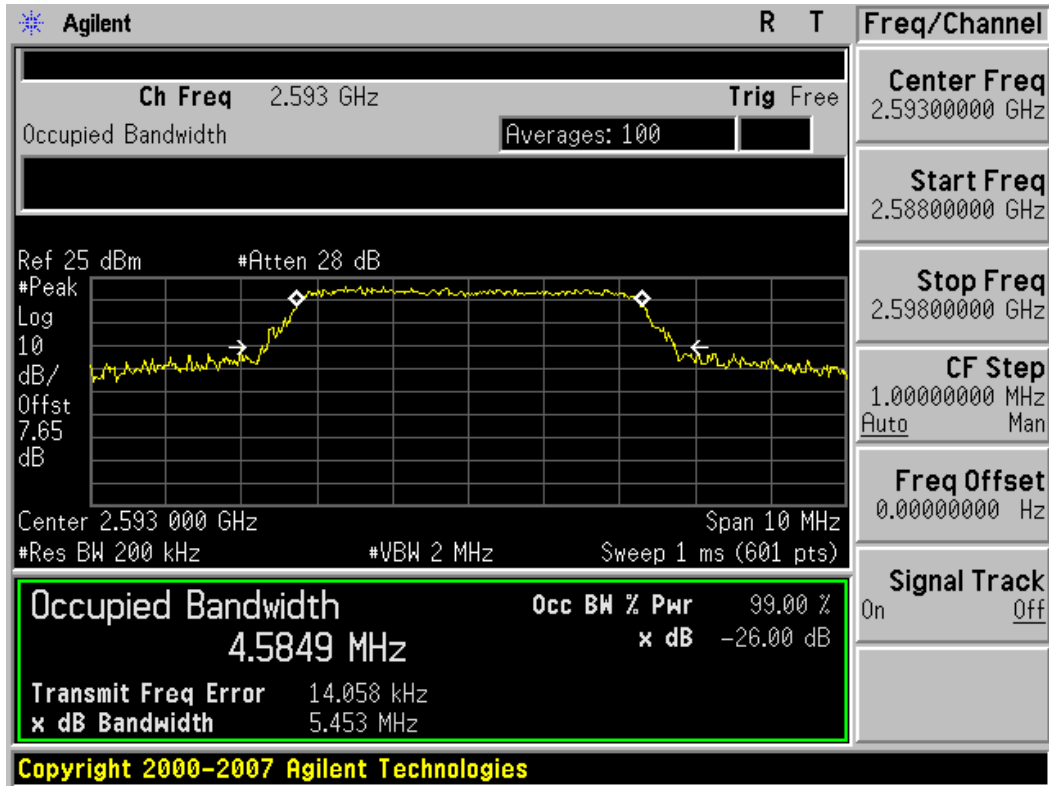 Agilent R T
Ch Freq 2.593 GHz Trig Free
Occupied Bandwidth Averages: 100
Ref 25 dBm #Atten 28 dB
#Peak
Log
10
dB/
Offst
7.65
dB
Center 2.593 000 GHz Span 10 MHz
#Res BW 200 kHz #VBW 2 MHz Sweep 1 ms (601 pts)
Occupied Bandwidth Occ BW % Pwr 99.00 %
4.5849 MHz x dB -26.00 dB
Transmit Freq Error 14.058 kHz
x dB Bandwidth 5.453 MHz
Copyright 2000-2007 Agilent Technologies
Freq/Channel
Center Freq
2.59300000 GHz
Start Freq
2.58800000 GHz
Stop Freq
2.59800000 GHz
CF Step
1.00000000 MHz
Auto Man
Freq Offset
0.00000000 Hz
Signal Track
On Off